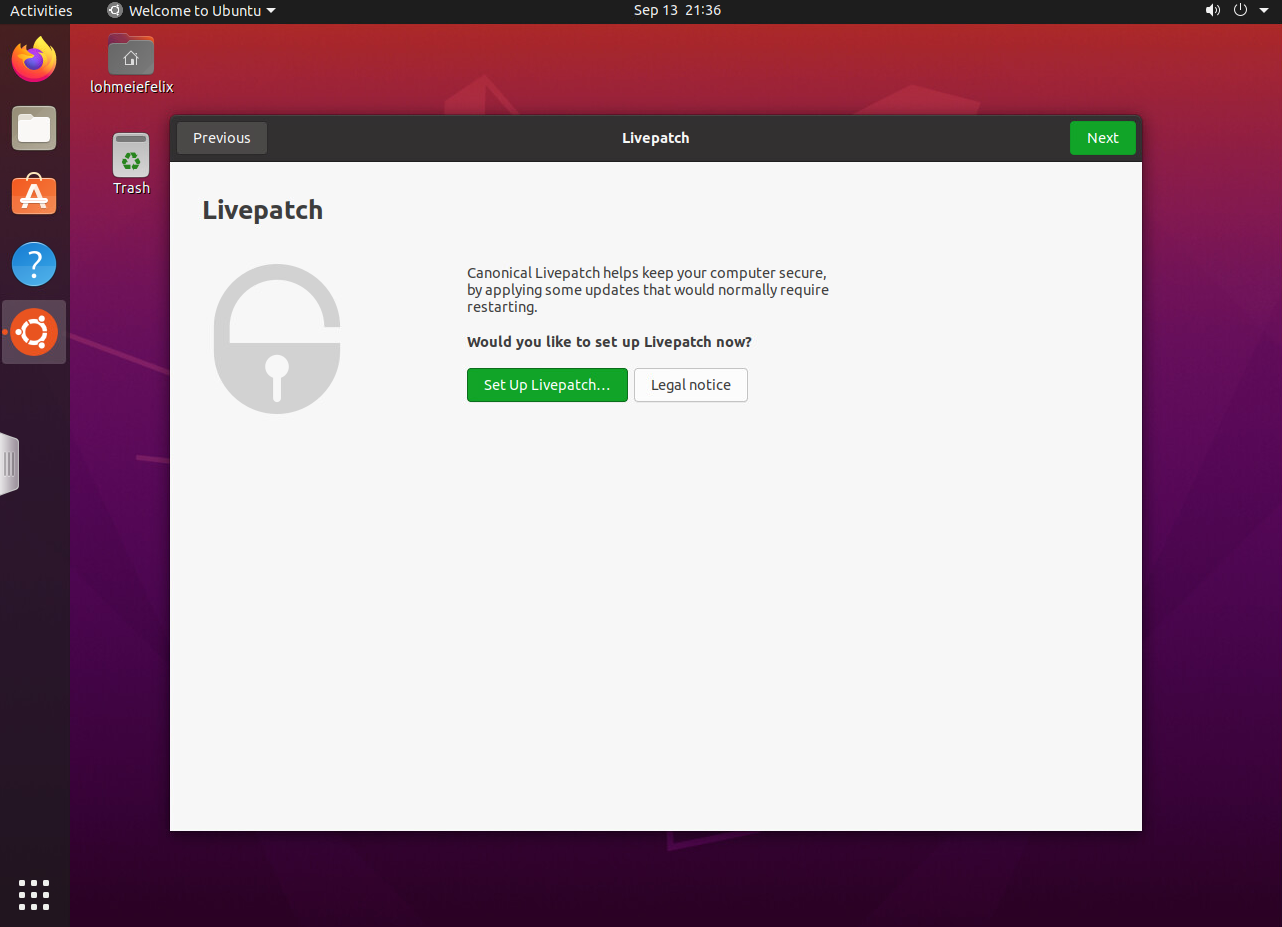 Activities
Welcome to Ubuntu
Sep 13 21:36
lohmeiefelix
Trash
Previous
Livepatch
Next
Livepatch
Canonical Livepatch helps keep your computer secure,
by applying some updates that would normally require
restarting.
Would you like to set up Livepatch now?
Set Up Livepatch…
Legal notice